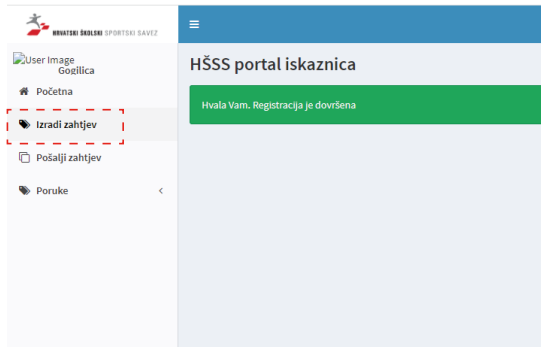 HRVATSKI ŠKOLSKI SPORTSKI SAVEZ
User Image
Gogilica
Početna
Izradi zahtjev
Pošalji zahtjev
Poruke
HŠSS portal iskaznica
Hvala Vam. Registracija je dovršena